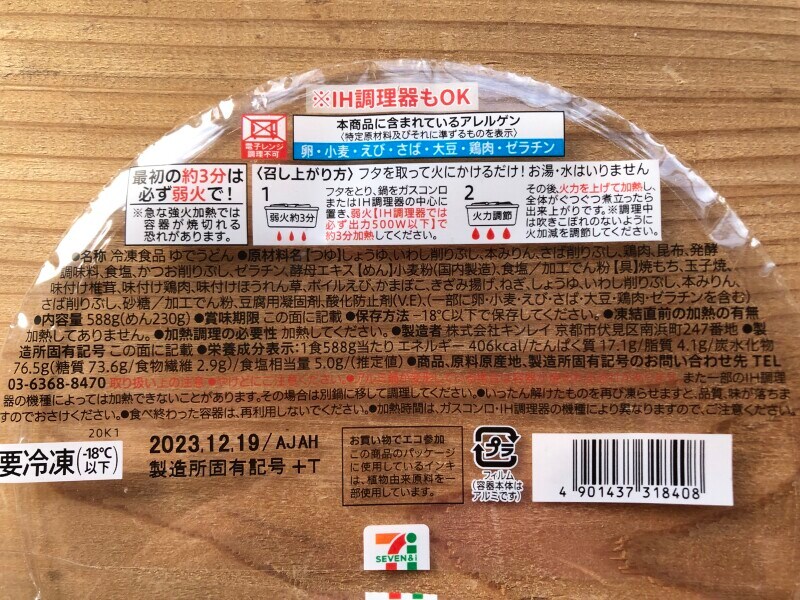 ※IH調理器もOK
電子レンジ
調理不可
本商品に含まれているアレルゲン
〈特定原材料及びそれに準ずるものを表示〉
卵・小麦・えび・さば・大豆・鶏肉・ゼラチン
最初の約3分は
必ず弱火で!
※急な強火加熱では
容器が焼切れる
恐れがあります。
〈召し上がり方〉フタを取って火にかけるだけ!お湯・水はいりません
1
弱火約3分
フタをとり、鍋をガスコンロ
またはIH調理器の中心に
置き、弱火【IH調理器では
必ず出力500W以下】で
約3分加熱してください。
2
火力調節
その後、火力を上げて加熱し、
全体がぐつぐつ煮立ったら
出来上がりです。※調理中
は吹きこぼれのないように
火加減を調節してください。
●名称 冷凍食品 ゆでうどん ●原材料名【つゆ】しょうゆ、いわし削りぶし、本みりん、さば削りぶし、鶏肉、昆布、発酵
調味料、食塩、かつお削りぶし、ゼラチン、酵母エキス【めん】小麦粉(国内製造)、食塩／加工でん粉【具】焼もち、玉子焼、
味付け椎茸、味付け鶏肉、味付けほうれん草、ボイルえび、かまぼこ、きざみ揚げ、ねぎ、しょうゆ、いわし削りぶし、本みりん、
さば削りぶし、砂糖／加工でん粉、豆腐用凝固剤、酸化防止剤(V.E)、(一部に卵・小麦・えび・さば・大豆・鶏肉・ゼラチンを含む)
●内容量 588g(めん230g) ●賞味期限 この面に記載 ●保存方法 −18℃以下で保存してください。 ●凍結直前の加熱の有無
加熱してありません。●加熱調理の必要性 加熱してください。●製造者 株式会社キンレイ 京都市伏見区南浜町247番地 ●製
造所固有記号 この面に記載 ●栄養成分表示:1食588g当たり エネルギー 406kcal/たんぱく質 17.1g/脂質 4.1g/炭水化物
76.5g(糖質 73.6g/食物繊維 2.9g)/食塩相当量 5.0g/(推定値) ●商品、原料原産地、製造所固有記号のお問い合わせ先 TEL
03-6368-8470 取り扱い上の注意 ●やけどにご注意ください。 また一部のIH調理
器の機種によっては加熱できないことがあります。その場合は別鍋に移して調理してください。●いったん解けたものを再び凍らせますと、品質、味が落ちま
すのでおさけください。●食べ終わった容器は、再利用しないでください。●加熱時間は、ガスコンロ・IH調理器の機種により異なりますので、ご注意ください。
20K1
要冷凍(-18℃以下)
2023.12.19/AJAH
製造所固有記号 +T
お買い物でエコ参加
この商品のパッケージ
に使用しているインキ
は、植物由来原料を一
部使用しています。
プラ
フィルム
(容器本体は
アルミです)
4 901437 318408
7
SEVEN&i